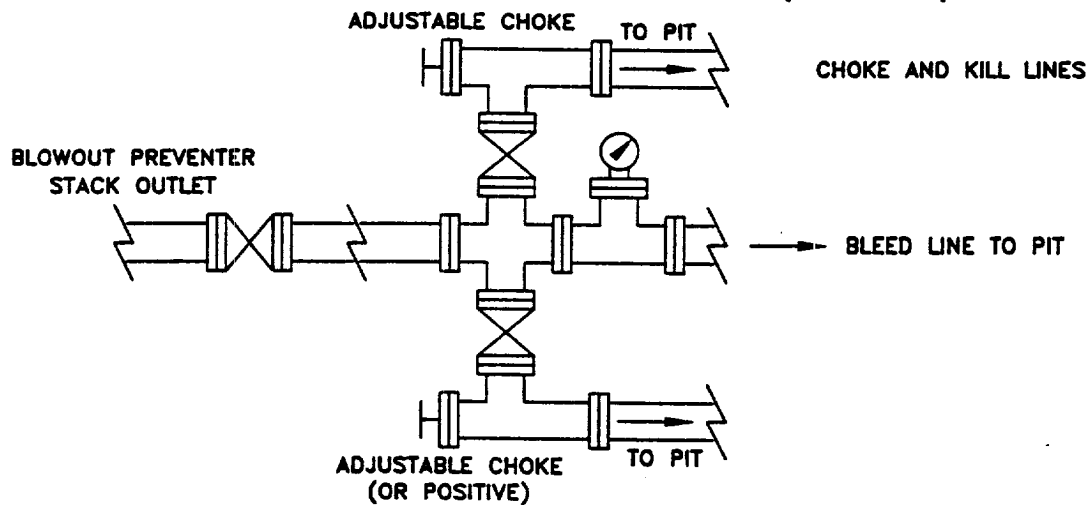 ADJUSTABLE CHOKE
TO PIT
CHOKE AND KILL LINES
BLOWOUT PREVENTER
STACK OUTLET
BLEED LINE TO PIT
ADJUSTABLE CHOKE
(OR POSITIVE)
TO PIT